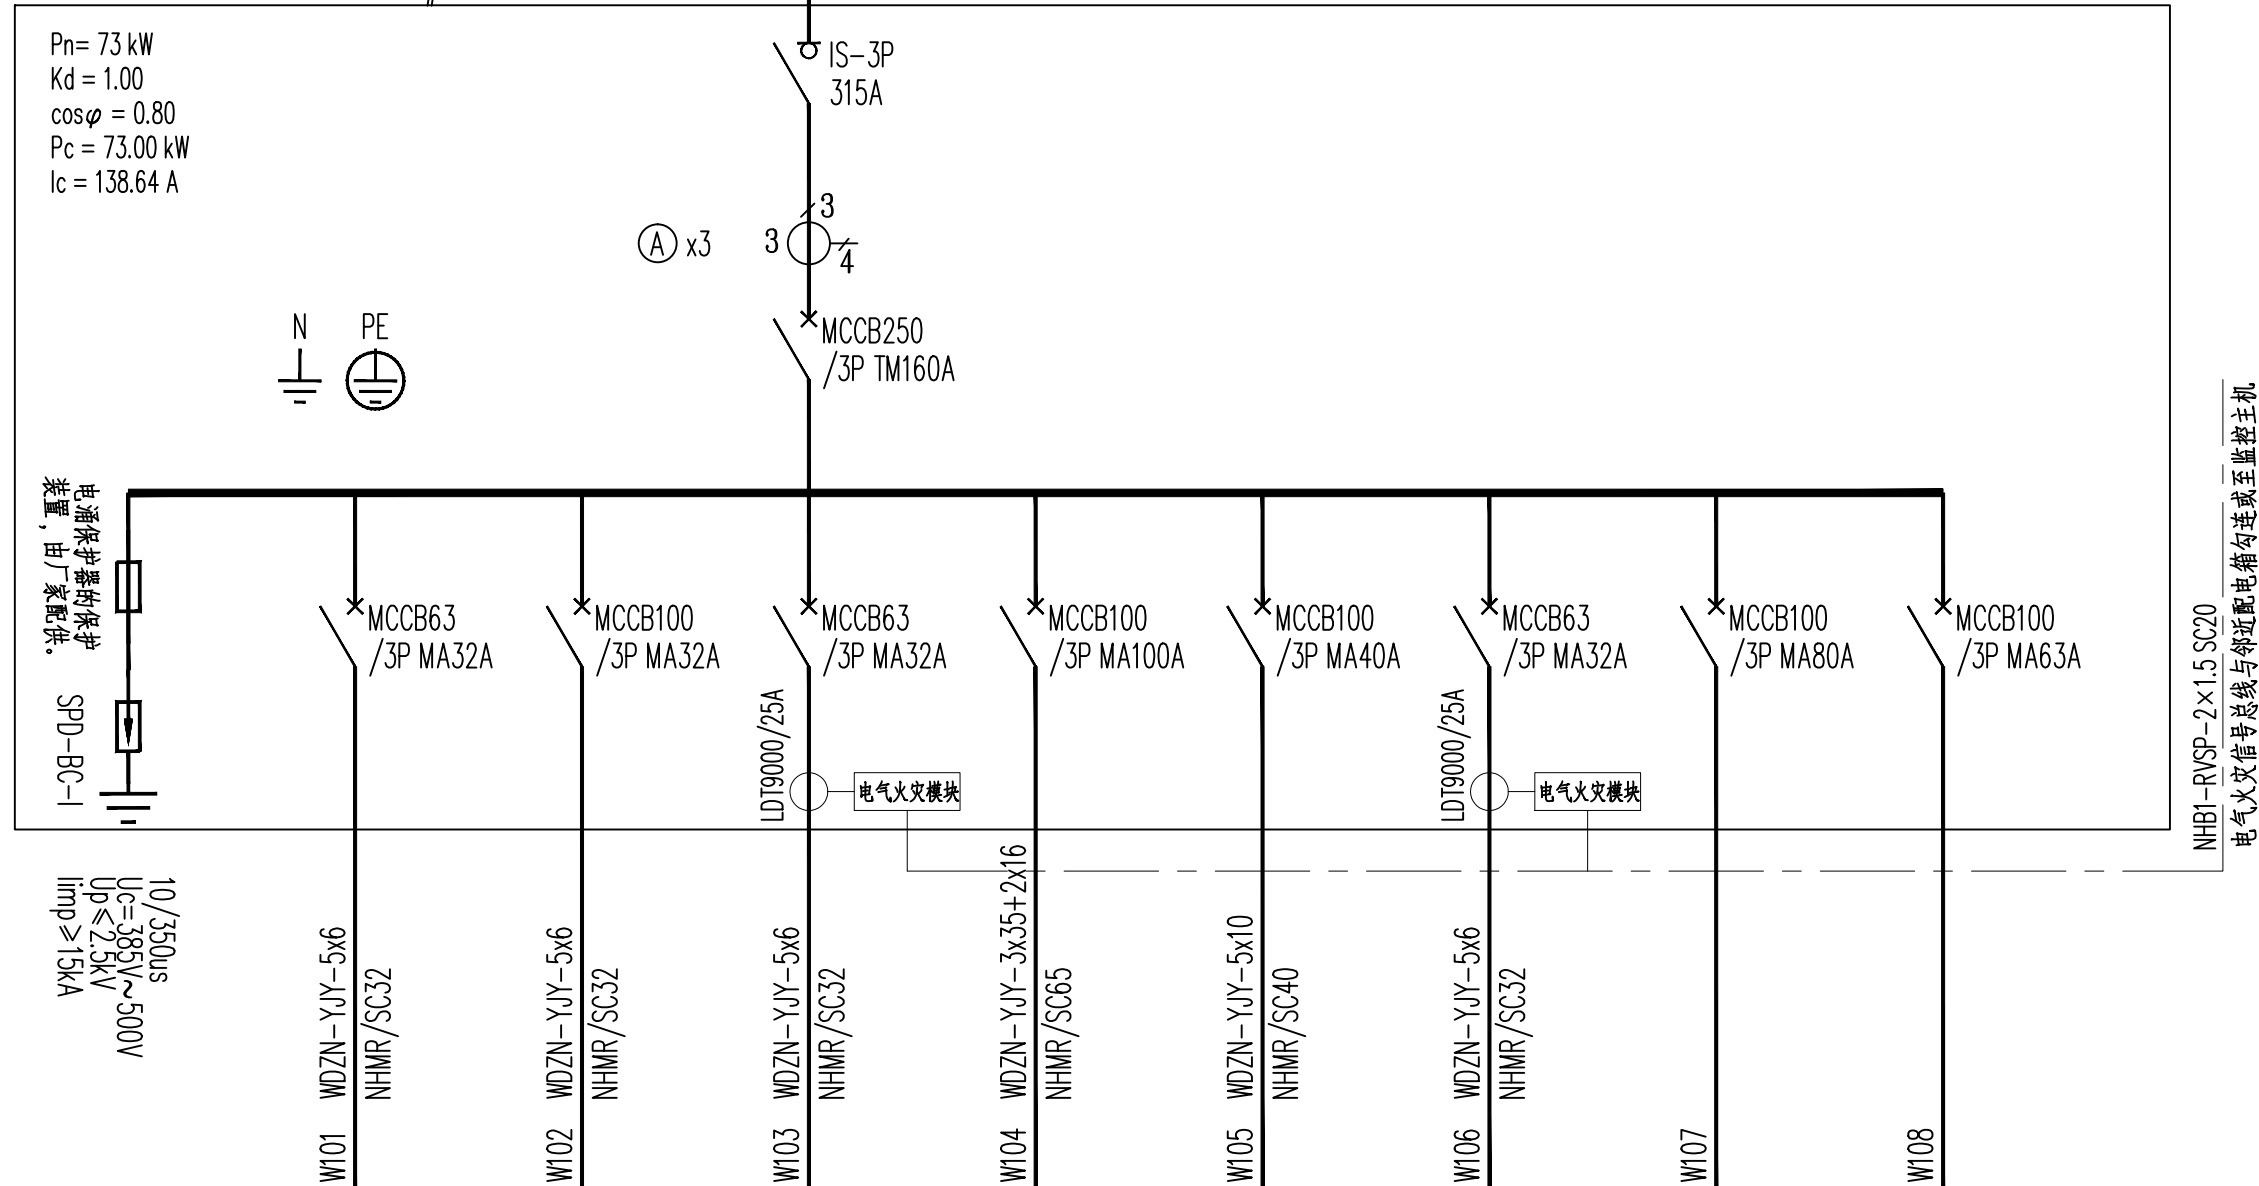 Pn= 73 kW
Kd = 1.00
cosφ = 0.80
Pc = 73.00 kW
Ic = 138.64 A
IS-3P
315A
3
A x3
3
4
MCCB250
/3P TM160A
N
PE
电涌保护器的保护
装置，由厂家配供。
SPD-BC-I
MCCB63
/3P MA32A
MCCB100
/3P MA32A
MCCB63
/3P MA32A
MCCB100
/3P MA100A
MCCB100
/3P MA40A
MCCB63
/3P MA32A
MCCB100
/3P MA80A
MCCB100
/3P MA63A
LDT9000/25A
电气火灾模块
LDT9000/25A
电气火灾模块
NHB1-RVSP-2×1.5 SC20
电气火灾信号总线与邻近配电箱勾连或至监控主机
10/350us
Uc=385V~500V
Up≤2.5kV
Iimp≥15kA
W101 WDZN-YJY-5x6
NHMR/SC32
W102 WDZN-YJY-5x6
NHMR/SC32
W103 WDZN-YJY-5x6
NHMR/SC32
W104 WDZN-YJY-3x35+2x16
NHMR/SC65
W105 WDZN-YJY-5x10
NHMR/SC40
W106 WDZN-YJY-5x6
NHMR/SC32
W107
W108